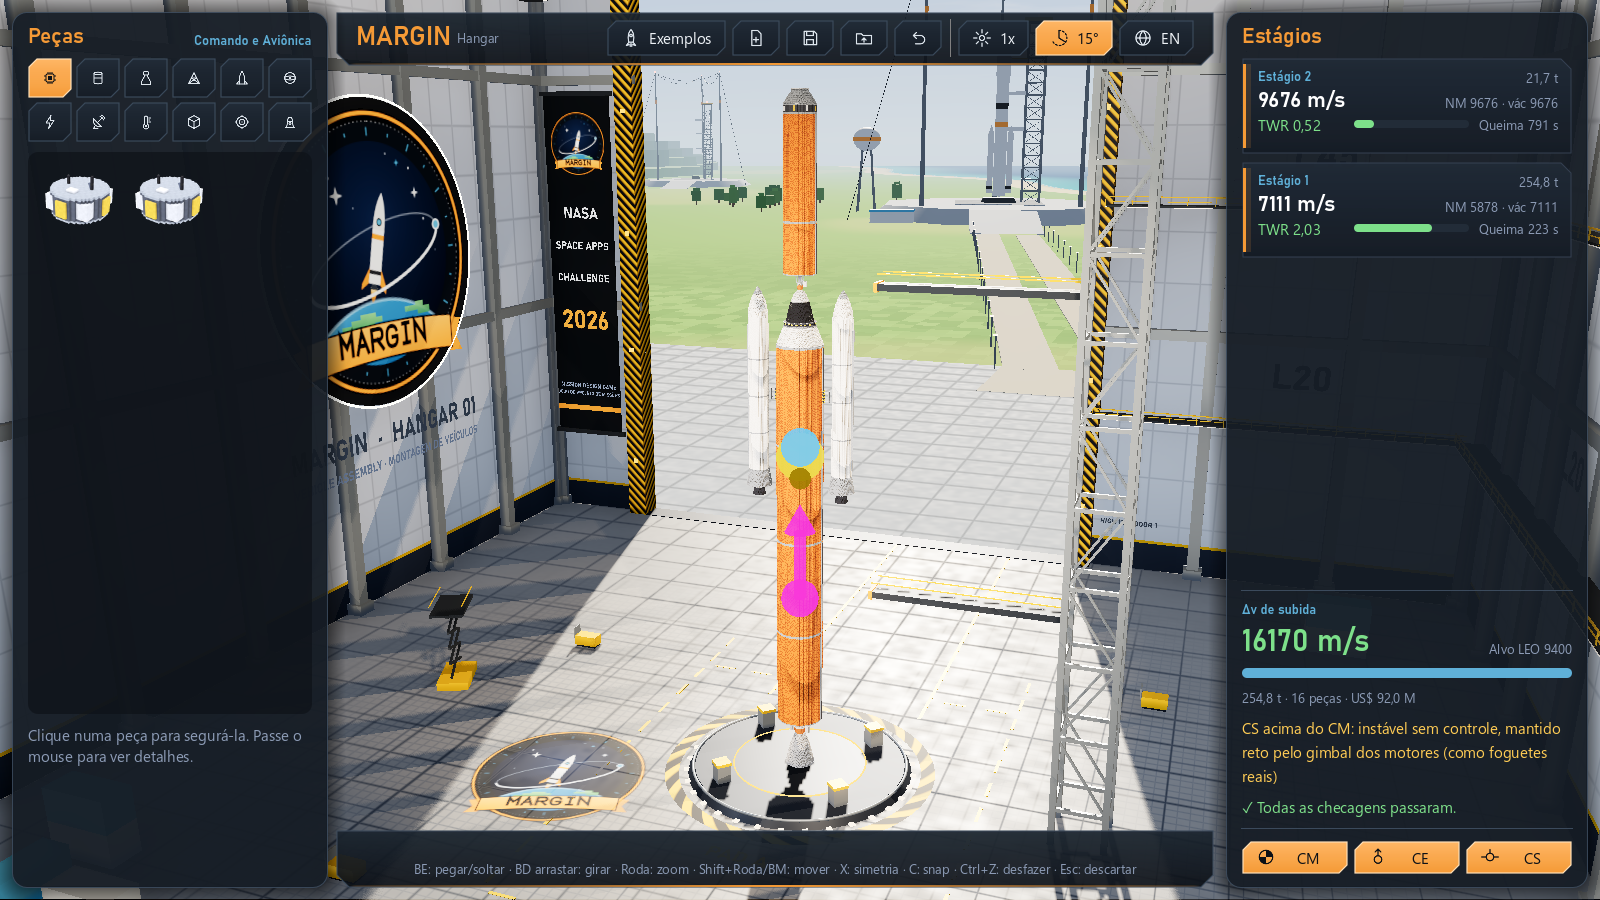 Peças
Comando e Aviônica
Clique numa peça para segurá-la. Passe o
mouse para ver detalhes.
MARGIN Hangar
Exemplos
1x
15°
EN
MARGIN
MARGIN · HANGAR 01
MARGIN
NASA
SPACE APPS
CHALLENGE
2026
MARGIN
L20
BE: pegar/soltar · BD arrastar: girar · Roda: zoom · Shift+Roda/BM: mover · X: simetria · C: snap · Ctrl+Z: desfazer · Esc: descartar
Estágios
Estágio 2
21,7 t
9676 m/s
NM 9676 · vác 9676
TWR 0,52
Queima 791 s
Estágio 1
254,8 t
7111 m/s
NM 5878 · vác 7111
TWR 2,03
Queima 223 s
Δv de subida
16170 m/s
Alvo LEO 9400
254,8 t · 16 peças · US$ 92,0 M
CS acima do CM: instável sem controle, mantido
reto pelo gimbal dos motores (como foguetes
reais)
✓ Todas as checagens passaram.
CM
CE
CS